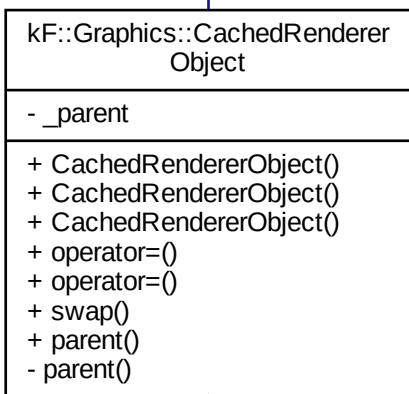 kF::Graphics::CachedRenderer
Object
- _parent
+ CachedRendererObject()
+ CachedRendererObject()
+ CachedRendererObject()
+ operator=()
+ operator=()
+ swap()
+ parent()
- parent()